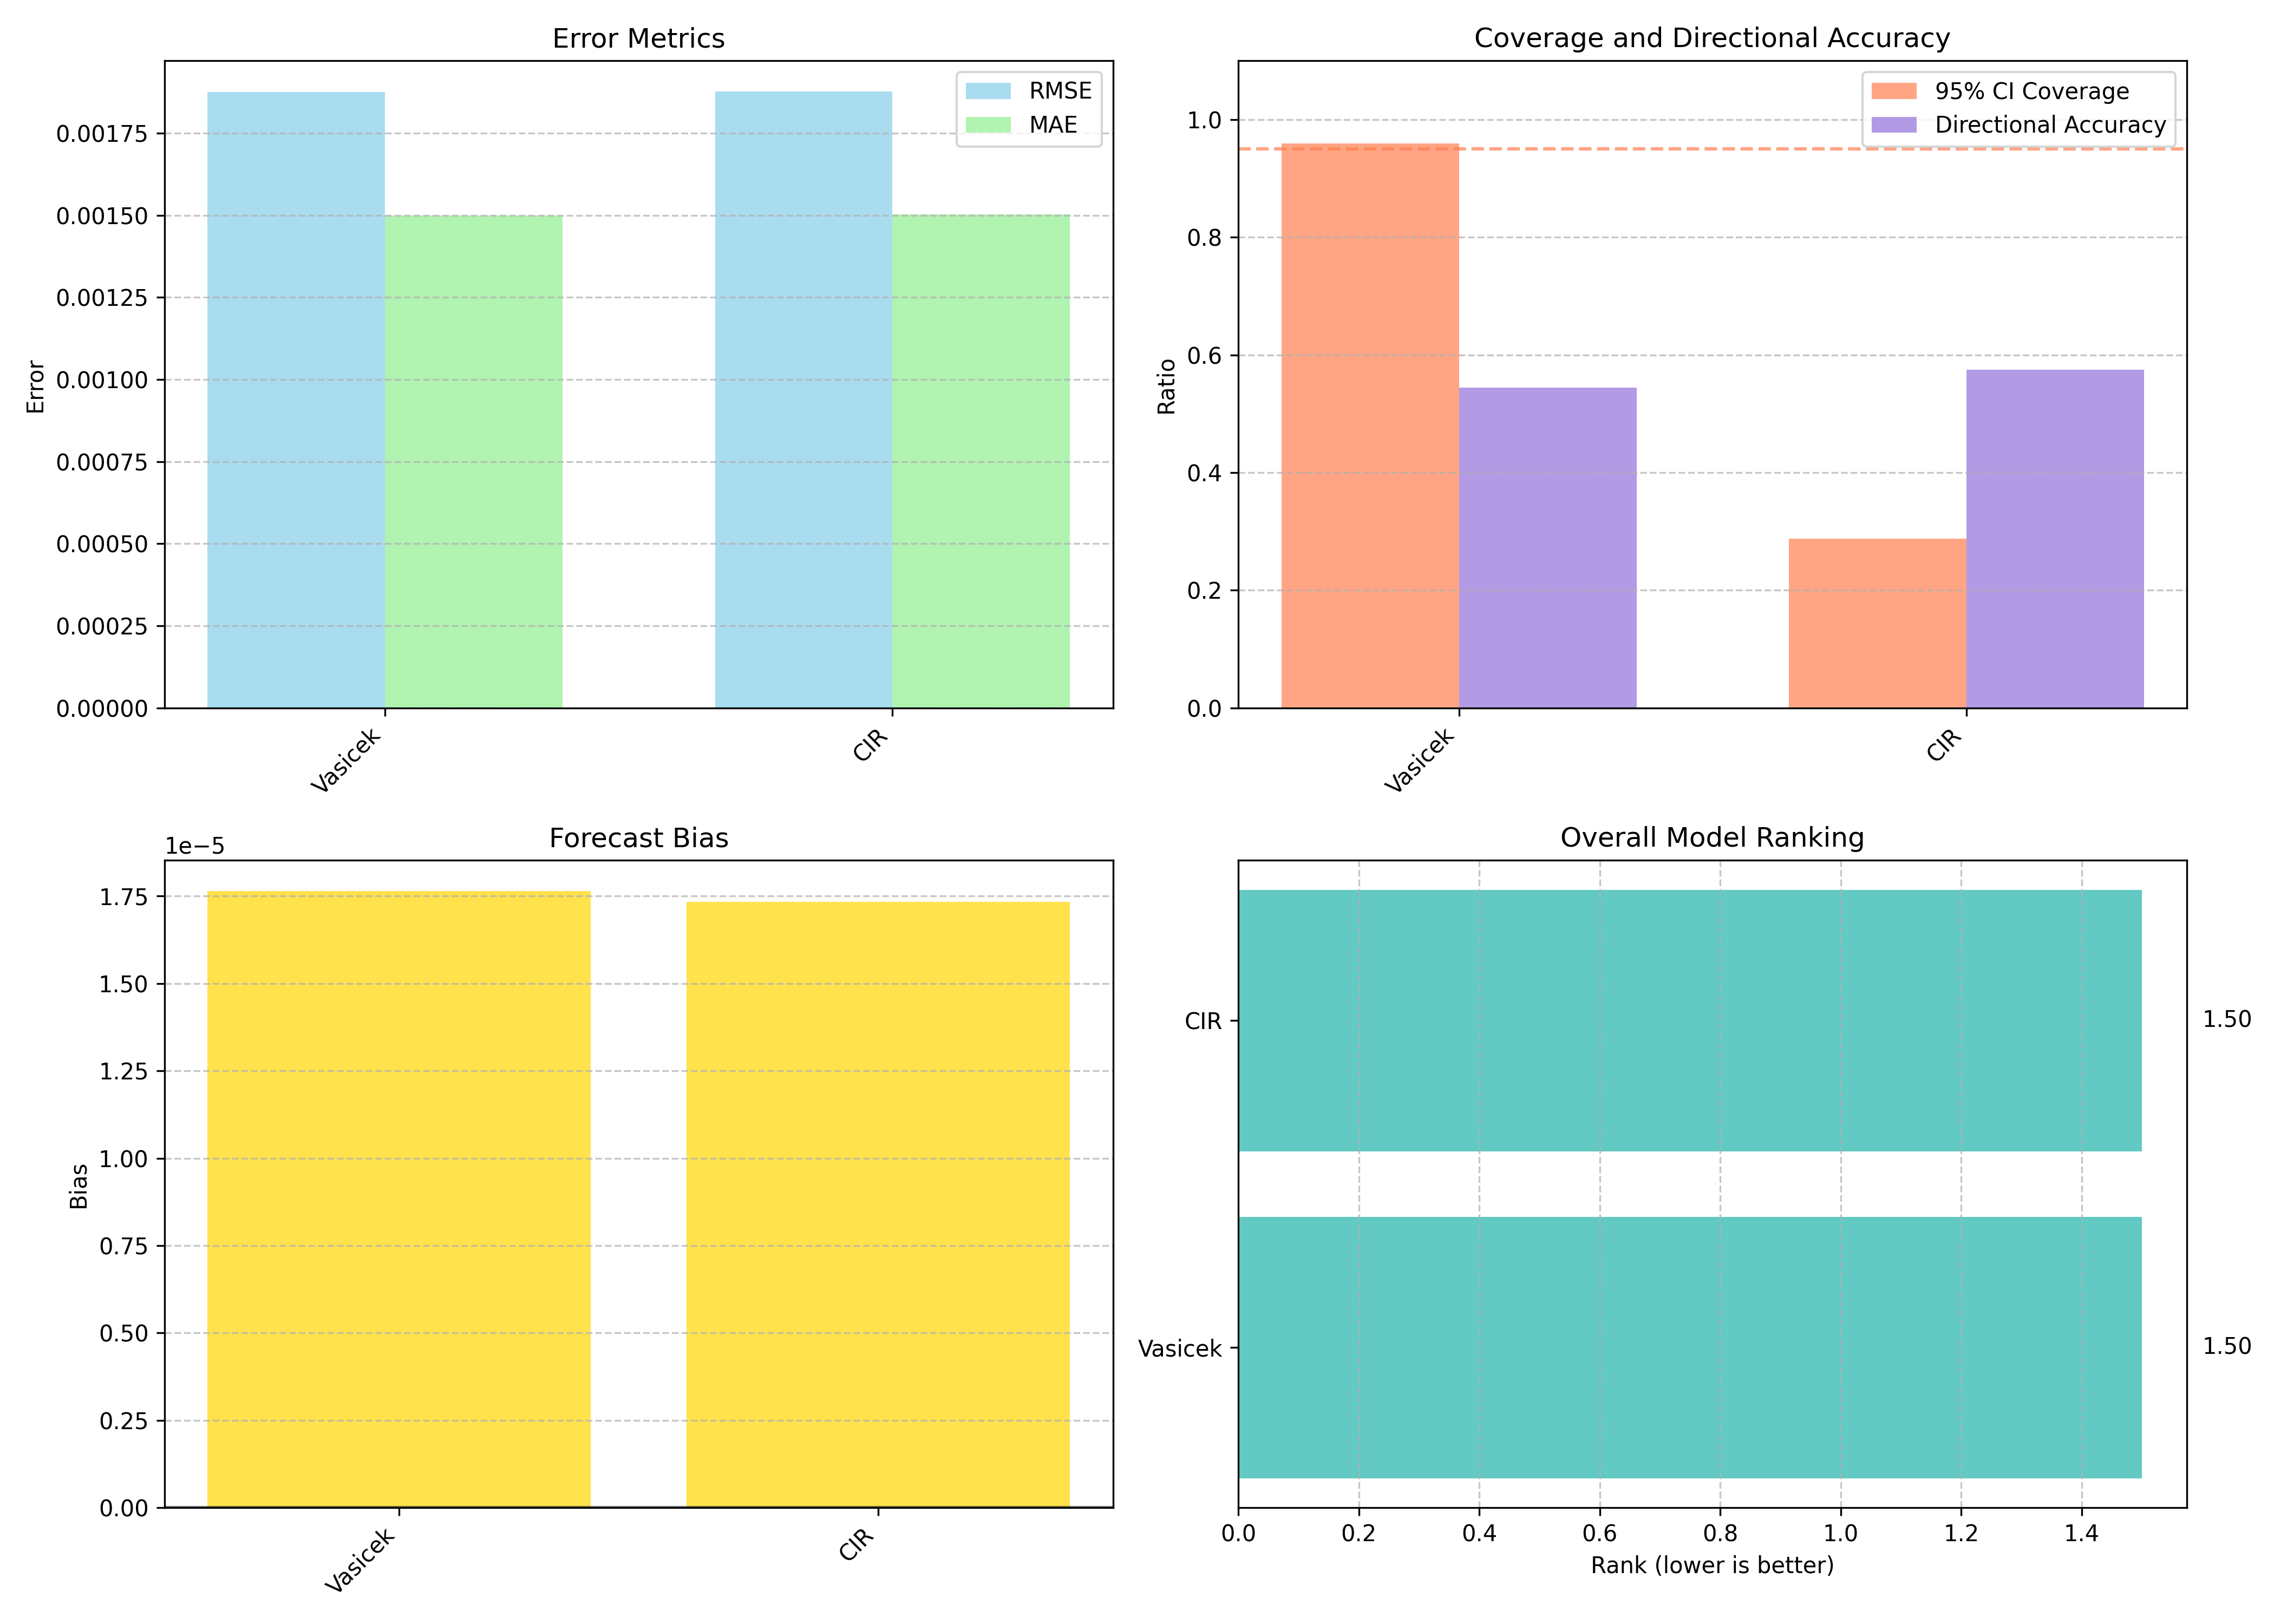 Error Metrics
RMSE
MAE
0.00175
0.00150
0.00125
0.00100
0.00075
0.00050
0.00025
0.00000
Error
Vasicek
CIR
Coverage and Directional Accuracy
95% CI Coverage
Directional Accuracy
1.0
0.8
0.6
0.4
0.2
0.0
Ratio
Vasicek
CIR
Forecast Bias
1e−5
1.75
1.50
1.25
1.00
0.75
0.50
0.25
0.00
Bias
Vasicek
CIR
Overall Model Ranking
CIR
1.50
Vasicek
1.50
0.0 0.2 0.4 0.6 0.8 1.0 1.2 1.4
Rank (lower is better)